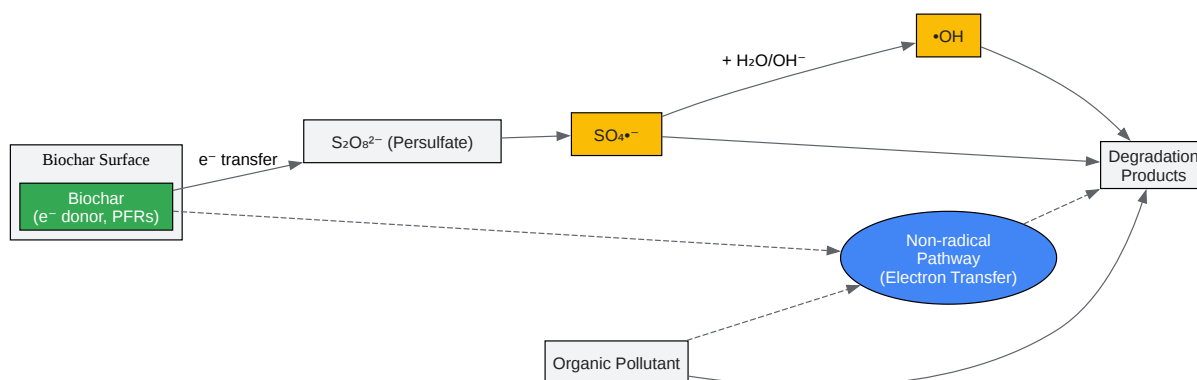 •OH
+ H₂O/OH⁻
S₂O₈²⁻ (Persulfate)
SO₄•⁻
Biochar Surface
e⁻ transfer
Biochar
(e⁻ donor, PFRs)
Degradation
Products
Non-radical
Pathway
(Electron Transfer)
Organic Pollutant